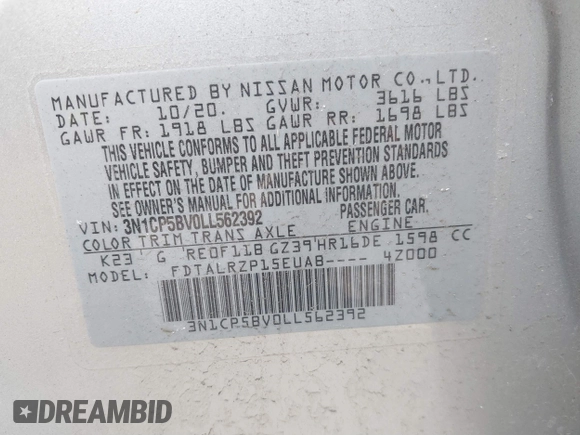 MANUFACTURED BY NISSAN MOTOR CO.,LTD.
DATE: 10/20. GVWR: 3616 LBS
GAWR FR: 1918 LBS GAWR RR: 1698 LBS
THIS VEHICLE CONFORMS TO ALL APPLICABLE FEDERAL MOTOR
VEHICLE SAFETY, BUMPER AND THEFT PREVENTION STANDARDS
IN EFFECT ON THE DATE OF MANUFACTURE SHOWN ABOVE.
SEE OWNER'S MANUAL FOR ADDITIONAL INFORMATION.
VIN: 3N1CP5BV0LL562392 PASSENGER CAR.
COLOR TRIM TRANS AXLE ENGINE
K23 G RE0F11B GZ39 HR16DE 1598 CC
MODEL: FDTALRZP15EUAB---- 4Z000
3N1CP5BV0LL562392
DREAMBID